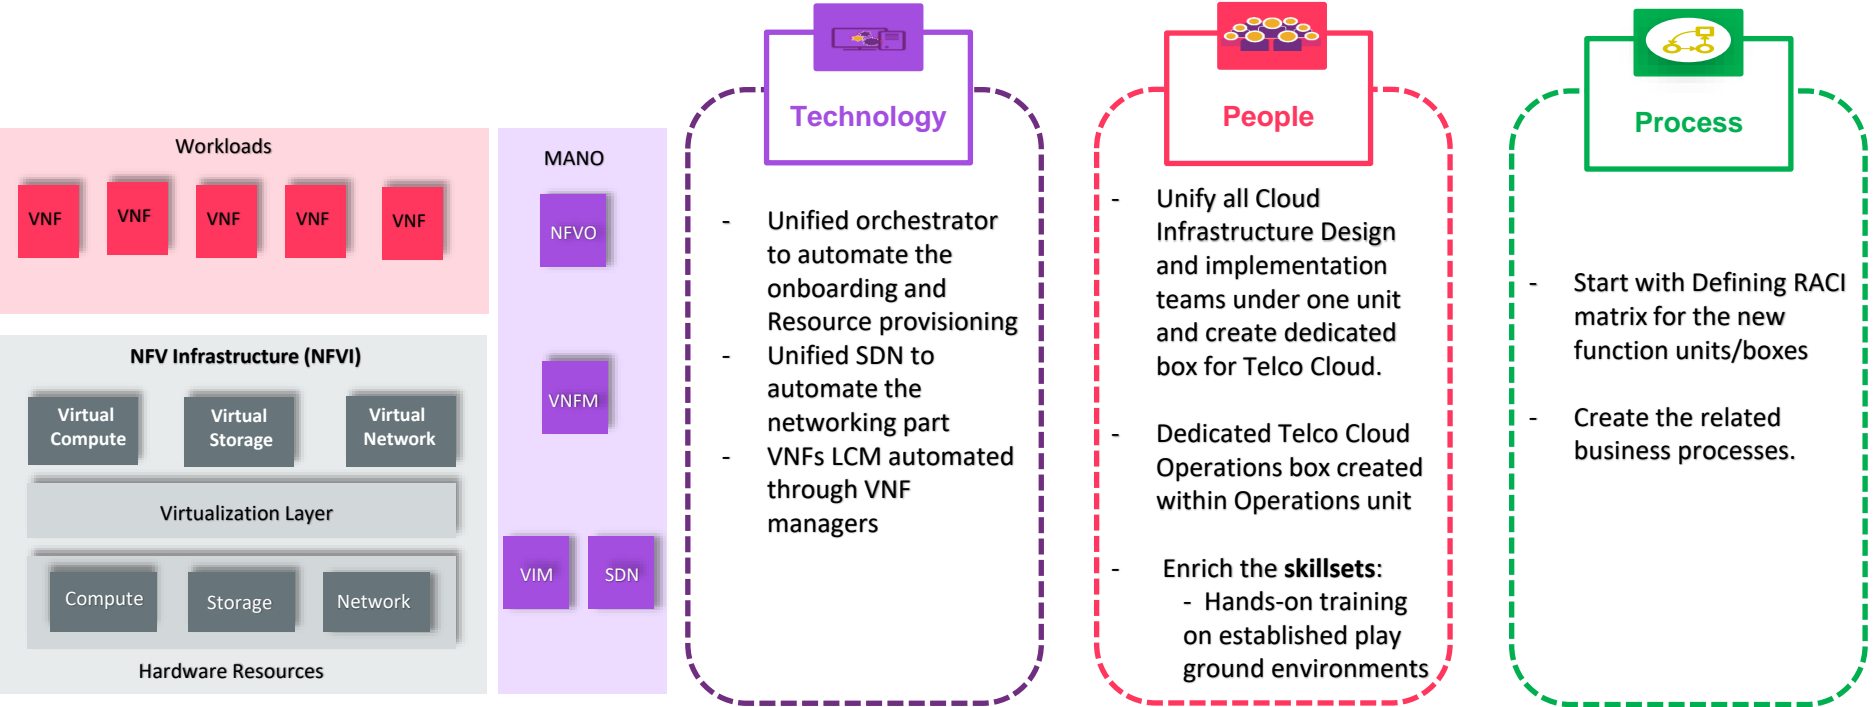 Workloads
VNF
VNF
VNF
VNF
VNF
NFV Infrastructure (NFVI)
Virtual
Compute
Virtual
Storage
Virtual
Network
Virtualization Layer
Compute
Storage
Network
Hardware Resources
MANO
NFVO
VNFM
VIM
SDN
Technology
- Unified orchestrator
to automate the
onboarding and
Resource provisioning
- Unified SDN to
automate the
networking part
- VNFs LCM automated
through VNF
managers
People
- Unify all Cloud
Infrastructure Design
and implementation
teams under one unit
and create dedicated
box for Telco Cloud.
- Dedicated Telco Cloud
Operations box created
within Operations unit
- Enrich the skillsets:
- Hands-on training
on established play
ground environments
Process
- Start with Defining RACI
matrix for the new
function units/boxes
- Create the related
business processes.